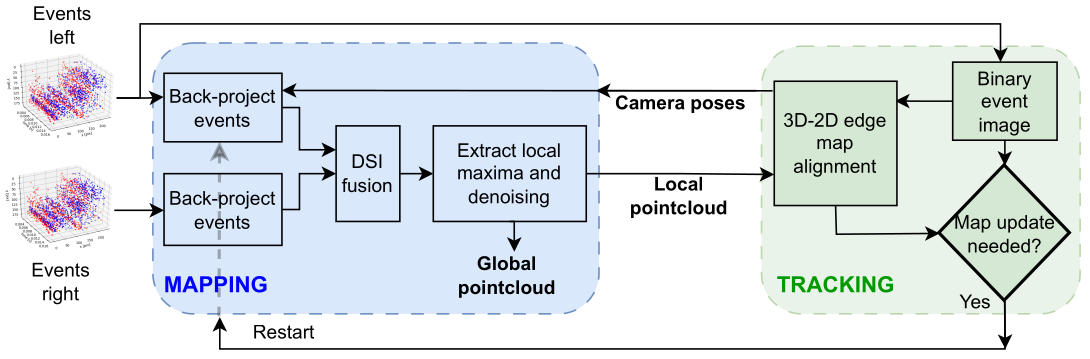 Events
left
Back-project
events
DSI
fusion
Extract local
maxima and
denoising
Camera poses
3D-2D edge
map
alignment
Binary
event
image
Back-project
events
Local
pointcloud
Map update
needed?
Events
right
MAPPING
Global
pointcloud
TRACKING
Yes
Restart